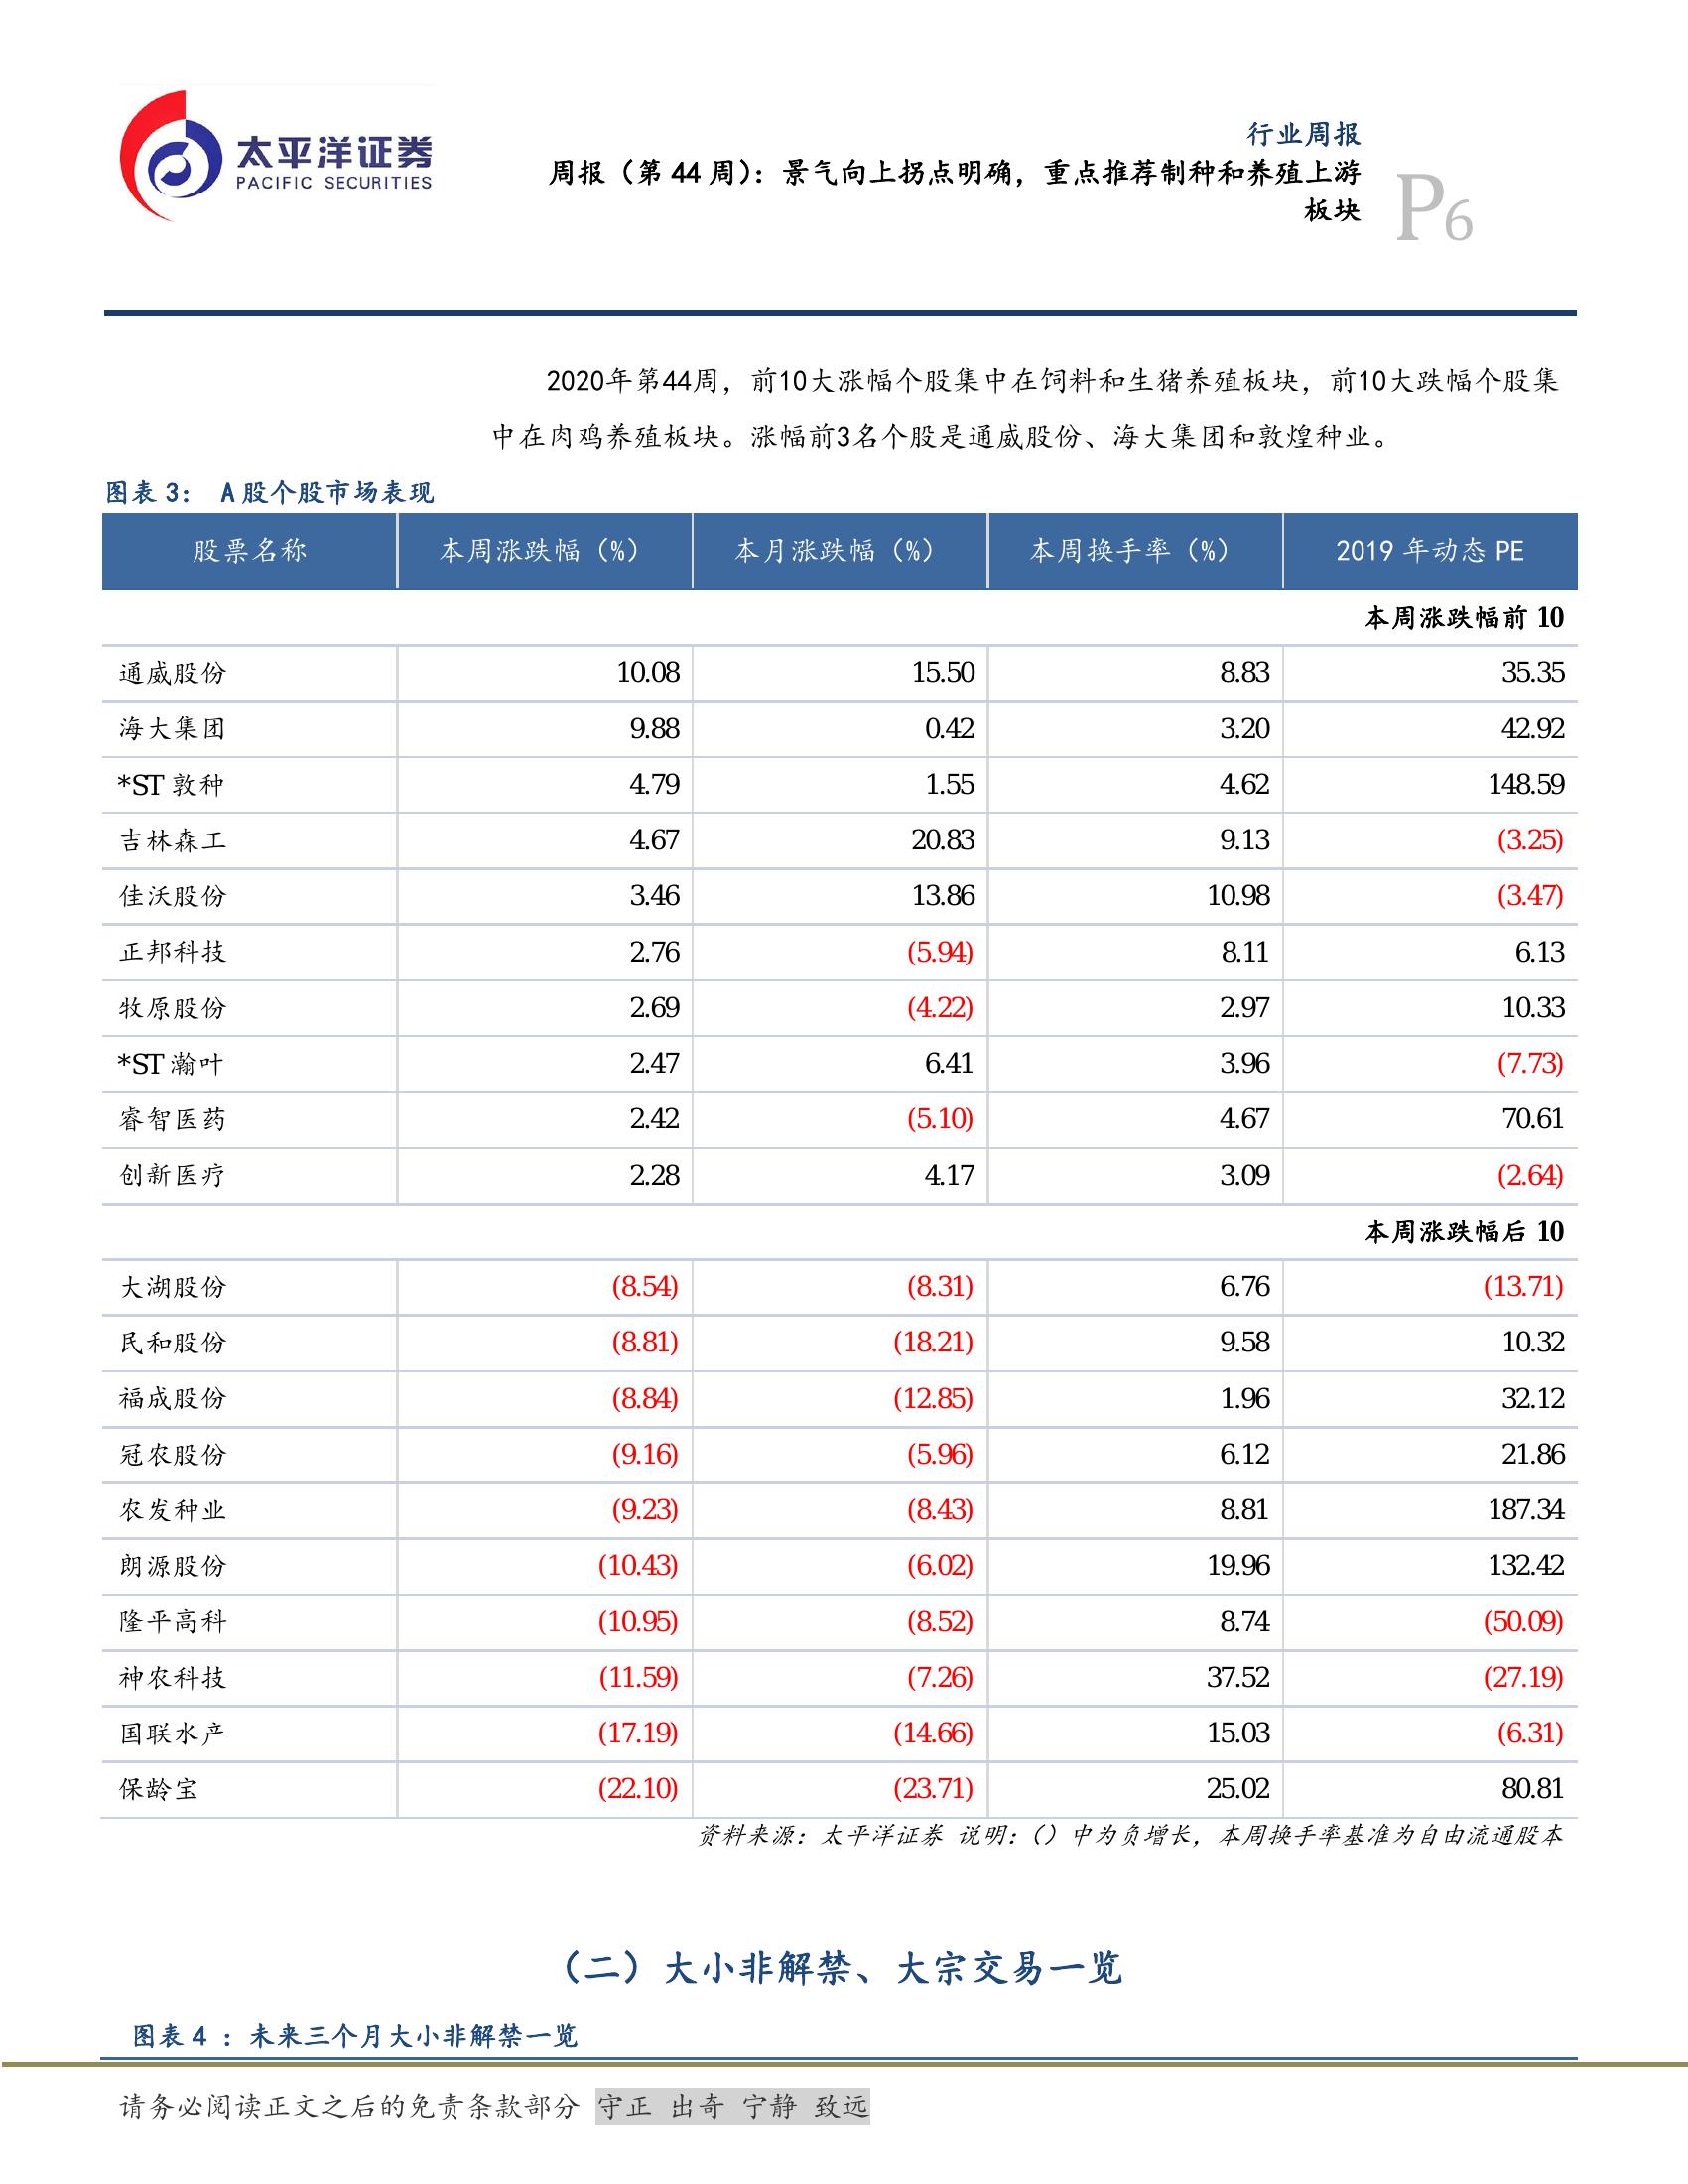 太平洋证券
PACIFIC SECURITIES
行业周报
周报（第 44 周）：景气向上拐点明确，重点推荐制种和养殖上游
板块
P6
2020年第44周，前10大涨幅个股集中在饲料和生猪养殖板块，前10大跌幅个股集
中在肉鸡养殖板块。涨幅前3名个股是通威股份、海大集团和敦煌种业。
图表 3： A 股个股市场表现
股票名称 本周涨跌幅（%） 本月涨跌幅（%） 本周换手率（%） 2019 年动态 PE
本周涨跌幅前 10
通威股份 10.08 15.50 8.83 35.35
海大集团 9.88 0.42 3.20 42.92
*ST 敦种 4.79 1.55 4.62 148.59
吉林森工 4.67 20.83 9.13 (3.25)
佳沃股份 3.46 13.86 10.98 (3.47)
正邦科技 2.76 (5.94) 8.11 6.13
牧原股份 2.69 (4.22) 2.97 10.33
*ST 瀚叶 2.47 6.41 3.96 (7.73)
睿智医药 2.42 (5.10) 4.67 70.61
创新医疗 2.28 4.17 3.09 (2.64)
本周涨跌幅后 10
大湖股份 (8.54) (8.31) 6.76 (13.71)
民和股份 (8.81) (18.21) 9.58 10.32
福成股份 (8.84) (12.85) 1.96 32.12
冠农股份 (9.16) (5.96) 6.12 21.86
农发种业 (9.23) (8.43) 8.81 187.34
朗源股份 (10.43) (6.02) 19.96 132.42
隆平高科 (10.95) (8.52) 8.74 (50.09)
神农科技 (11.59) (7.26) 37.52 (27.19)
国联水产 (17.19) (14.66) 15.03 (6.31)
保龄宝 (22.10) (23.71) 25.02 80.81
资料来源：太平洋证券 说明：（）中为负增长，本周换手率基准为自由流通股本
（二）大小非解禁、大宗交易一览
图表 4 ：未来三个月大小非解禁一览
请务必阅读正文之后的免责条款部分 守正 出奇 宁静 致远